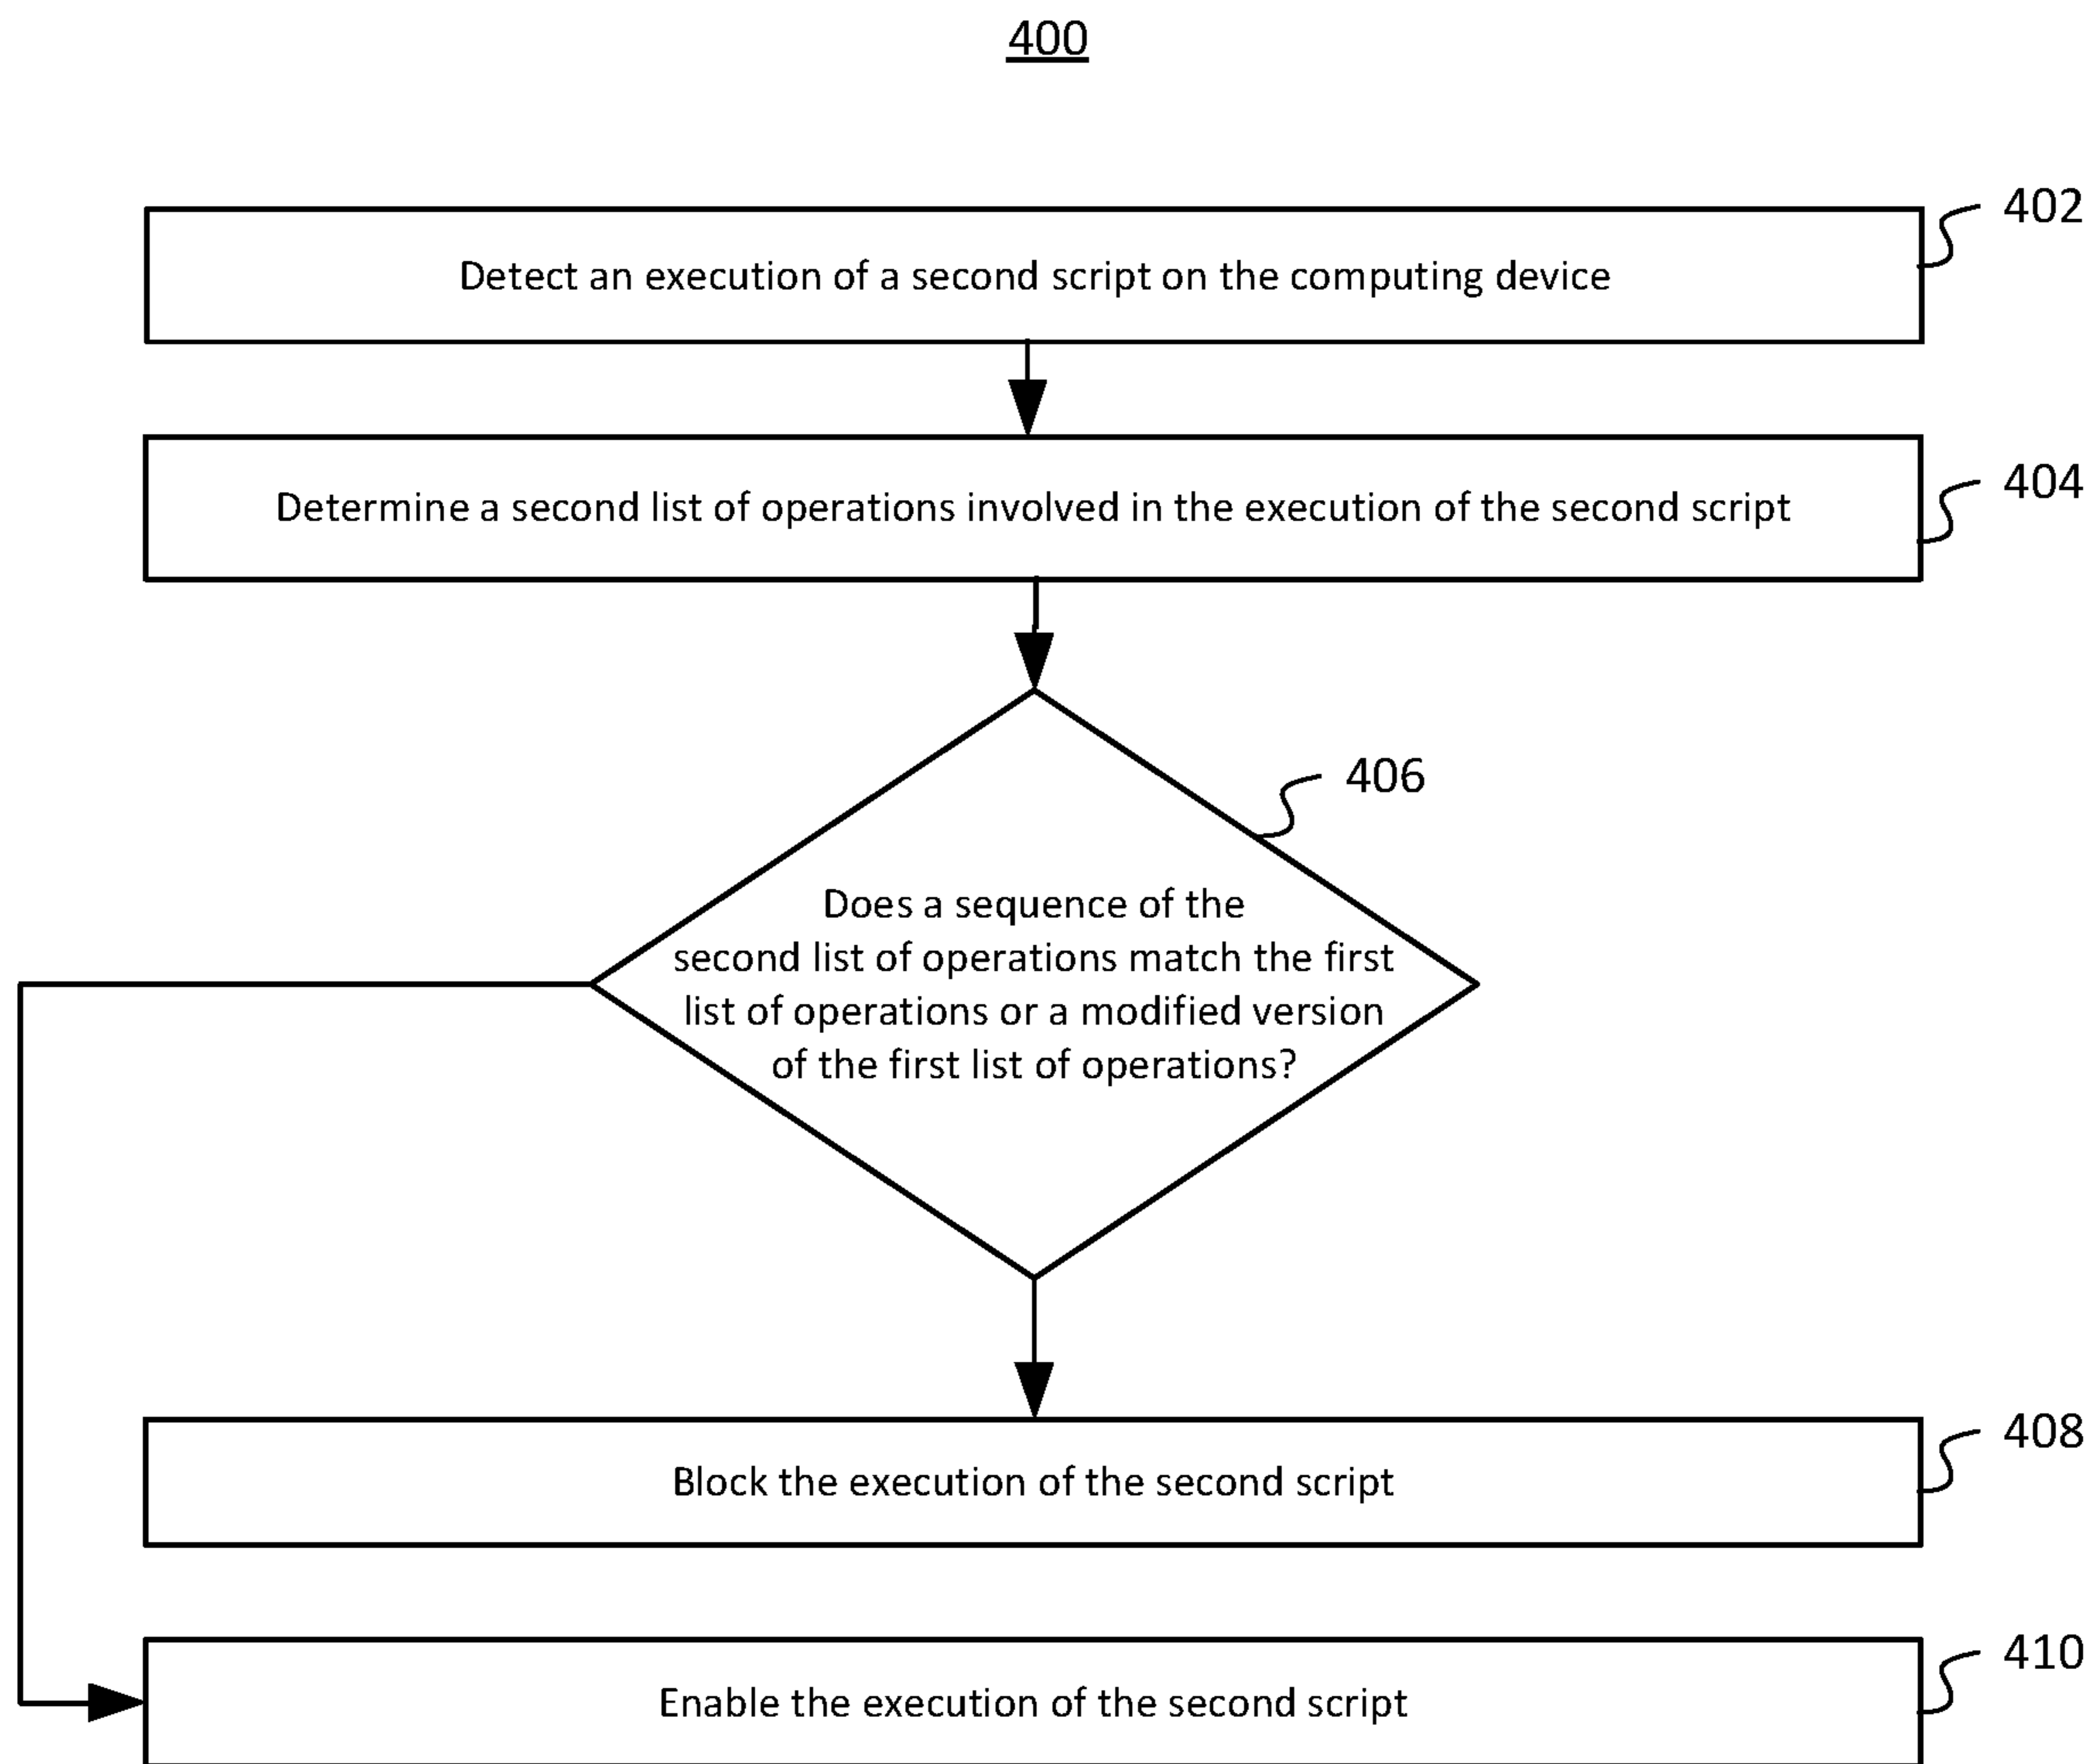 400
402
Detect an execution of a second script on the computing device
404
Determine a second list of operations involved in the execution of the second script
406
Does a sequence of the
second list of operations match the first
list of operations or a modified version
of the first list of operations?
408
Block the execution of the second script
410
Enable the execution of the second script